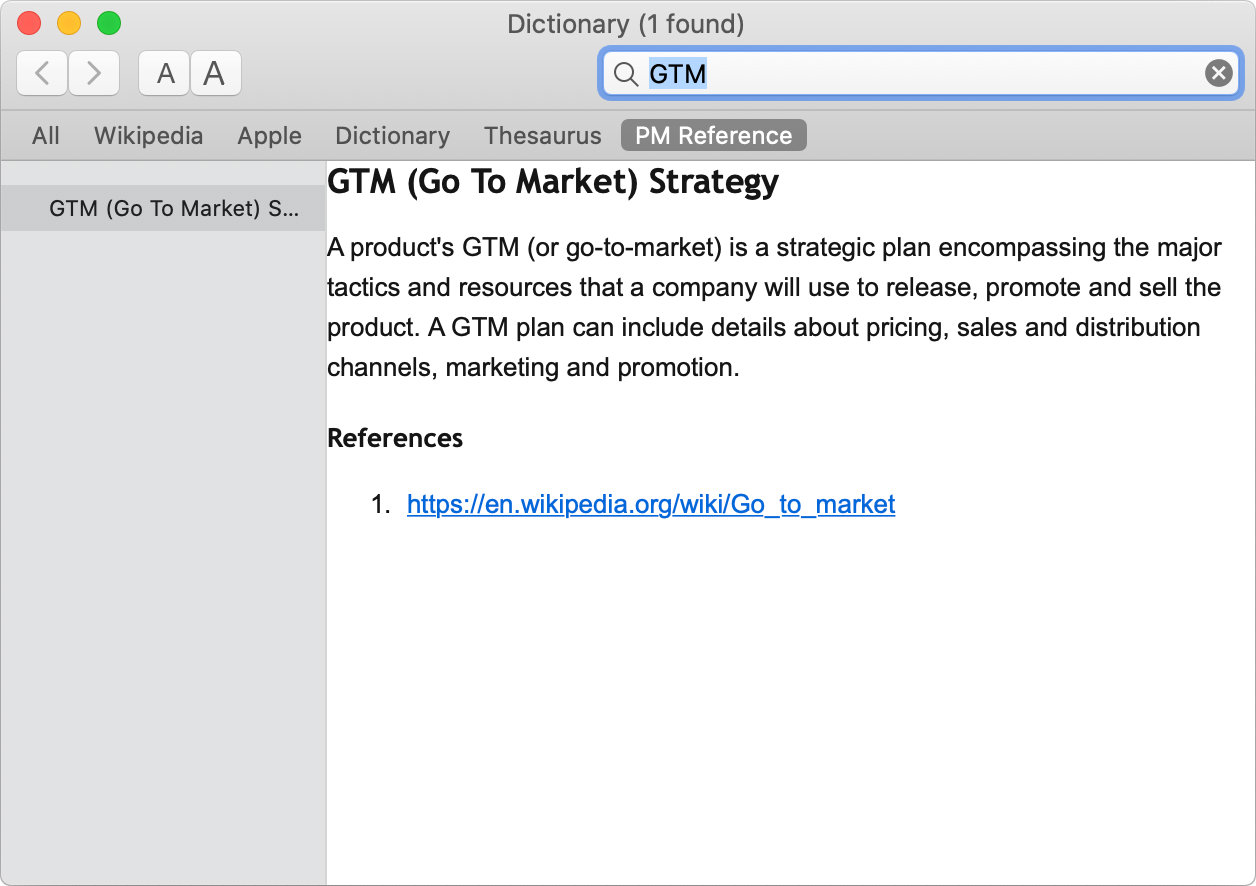 Dictionary (1 found)
A A
GTM
All Wikipedia Apple Dictionary Thesaurus PM Reference
GTM (Go To Market) S...
GTM (Go To Market) Strategy
A product's GTM (or go-to-market) is a strategic plan encompassing the major
tactics and resources that a company will use to release, promote and sell the
product. A GTM plan can include details about pricing, sales and distribution
channels, marketing and promotion.
References
1. https://en.wikipedia.org/wiki/Go_to_market